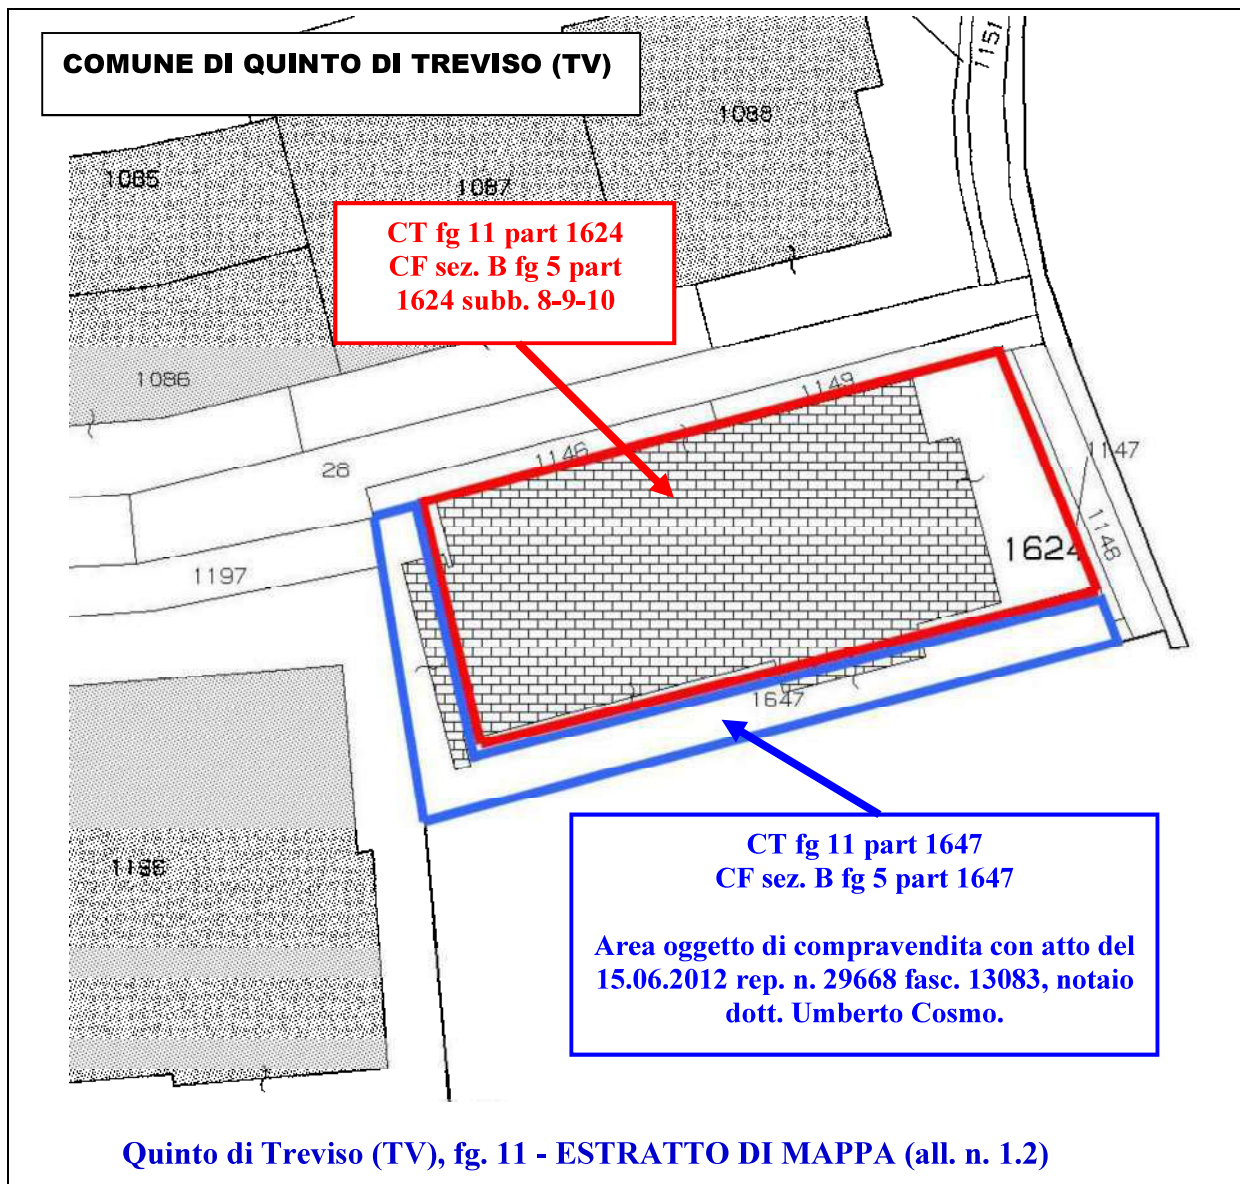 COMUNE DI QUINTO DI TREVISO (TV)
1151
1088
1085
1087
CT fg 11 part 1624
CF sez. B fg 5 part
1624 subb. 8-9-10
1086
1149
1146
1147
28
1148
1624
1197
1647
CT fg 11 part 1647
CF sez. B fg 5 part 1647
Area oggetto di compravendita con atto del
15.06.2012 rep. n. 29668 fasc. 13083, notaio
dott. Umberto Cosmo.
Quinto di Treviso (TV), fg. 11 - ESTRATTO DI MAPPA (all. n. 1.2)